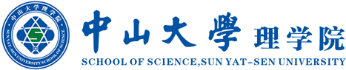 中山大學 理学院
SCHOOL OF SCIENCE,SUN YAT-SEN UNIVERSITY